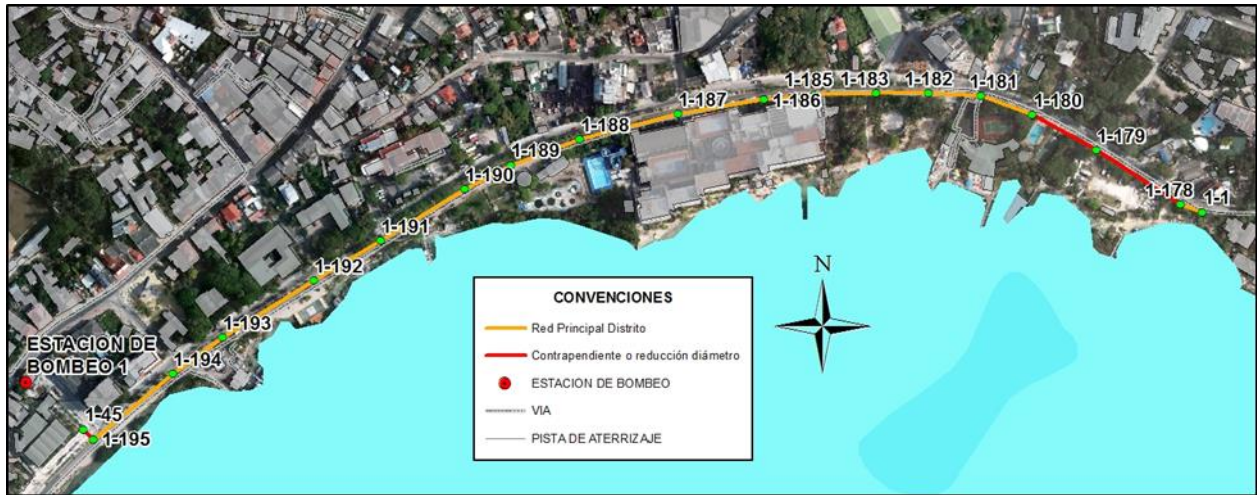 1-185
1-183
1-182
1-181
1-180
1-179
1-178
1-1
1-186
1-187
1-188
1-189
1-190
1-191
1-192
1-193
1-194
ESTACION DE
BOMBEO 1
1-45
1-195
N
CONVENCIONES
Red Principal Distrito
Contrapendiente o reducción diámetro
ESTACION DE BOMBEO
VIA
PISTA DE ATERRIZAJE